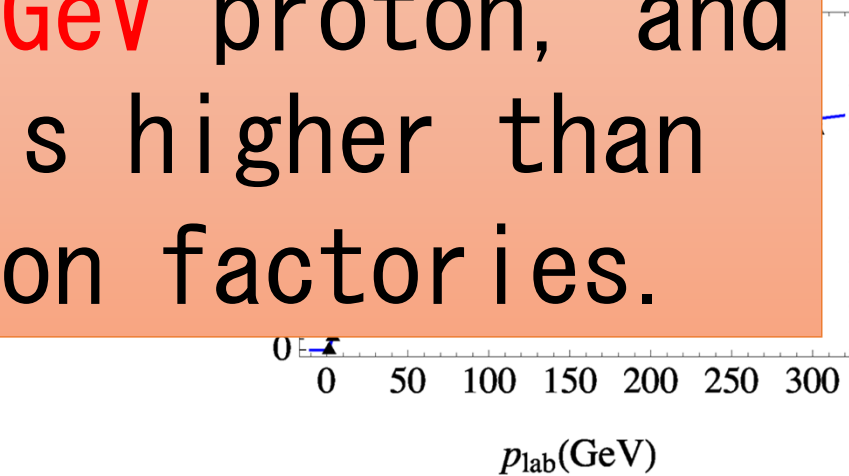 GeV proton, and
s higher than
on factories.
0
0 50 100 150 200 250 300
plab(GeV)